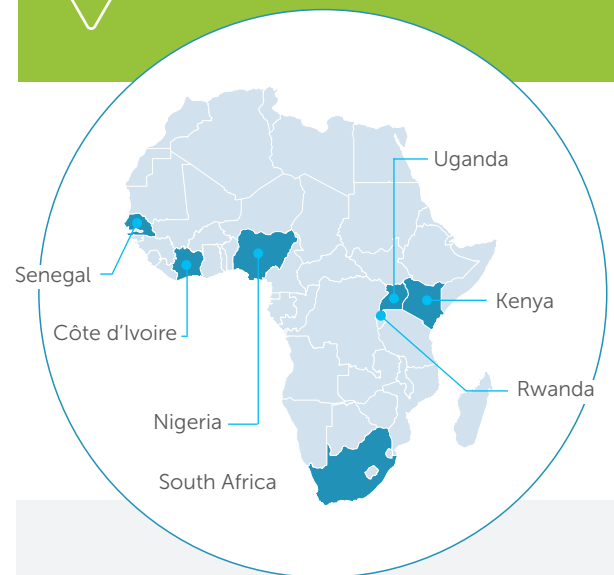 Uganda
Senegal
Kenya
Côte d’Ivoire
Rwanda
Nigeria
South Africa